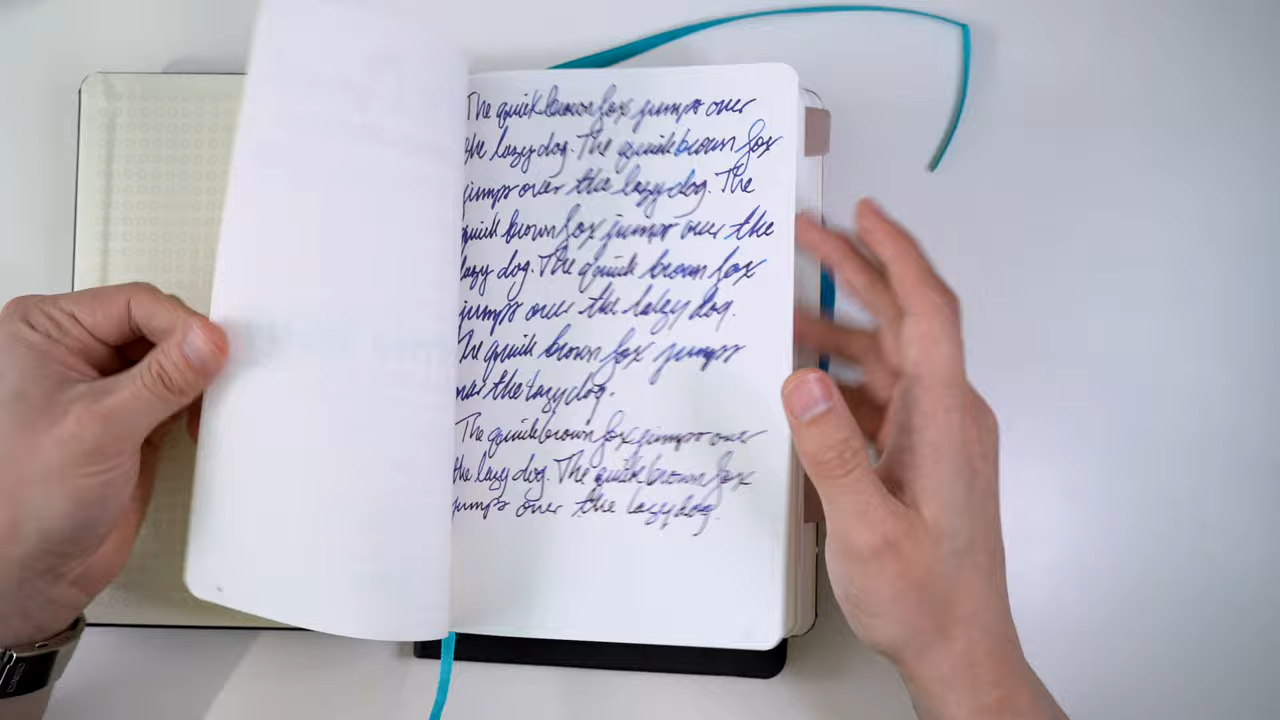 The quick brown fox jumps over
the lazy dog. The quick brown fox
jumps over the lazy dog. The
quick brown fox jumps over the
lazy dog. The quick brown fox
jumps over the lazy dog.
The quick brown fox jumps
over the lazy dog.
The quick brown fox jumps over
the lazy dog. The quick brown fox
jumps over the lazy dog.